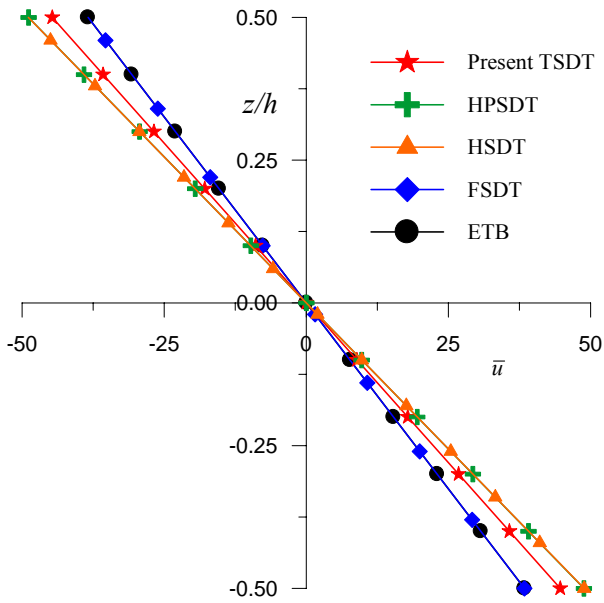 0.50
z/h
Present TSDT
HPSDT
0.25
HSDT
FSDT
ETB
0.00
-50
-25
0
25
50
ū
-0.25
-0.50